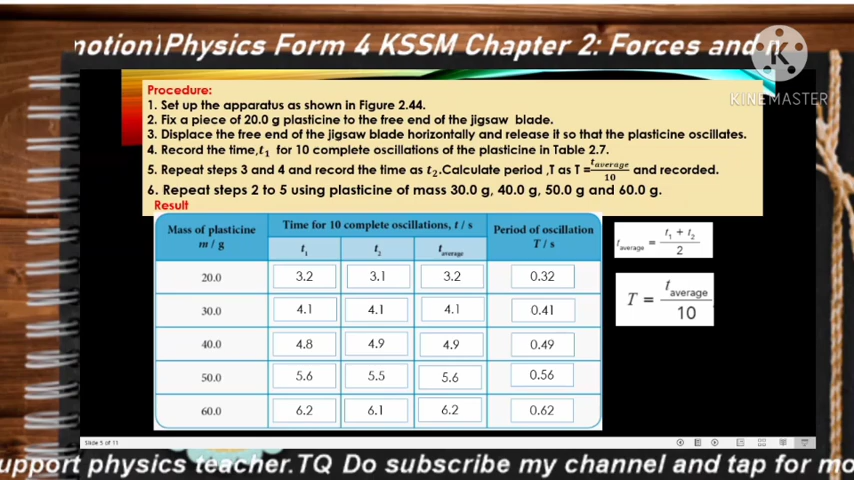 notion)Physics Form 4 KSSM Chapter 2: Forces and m
K
KINEMASTER
Procedure:
1. Set up the apparatus as shown in Figure 2.44.
2. Fix a piece of 20.0 g plasticine to the free end of the jigsaw blade.
3. Displace the free end of the jigsaw blade horizontally and release it so that the plasticine oscillates.
4. Record the time,t₁ for 10 complete oscillations of the plasticine in Table 2.7.
5. Repeat steps 3 and 4 and record the time as t₂.Calculate period ,T as T =t_average/10 and recorded.
6. Repeat steps 2 to 5 using plasticine of mass 30.0 g, 40.0 g, 50.0 g and 60.0 g.
Result
Mass of plasticine m / g Time for 10 complete oscillations, t / s Period of oscillation T / s
t₁ t₂ t_average
20.0 3.2 3.1 3.2 0.32
30.0 4.1 4.1 4.1 0.41
40.0 4.8 4.9 4.9 0.49
50.0 5.6 5.5 5.6 0.56
60.0 6.2 6.1 6.2 0.62
t_average = t₁ + t₂ / 2
T = t_average / 10
Slide 5 of 11
upport physics teacher.TQ Do subscribe my channel and tap for mo